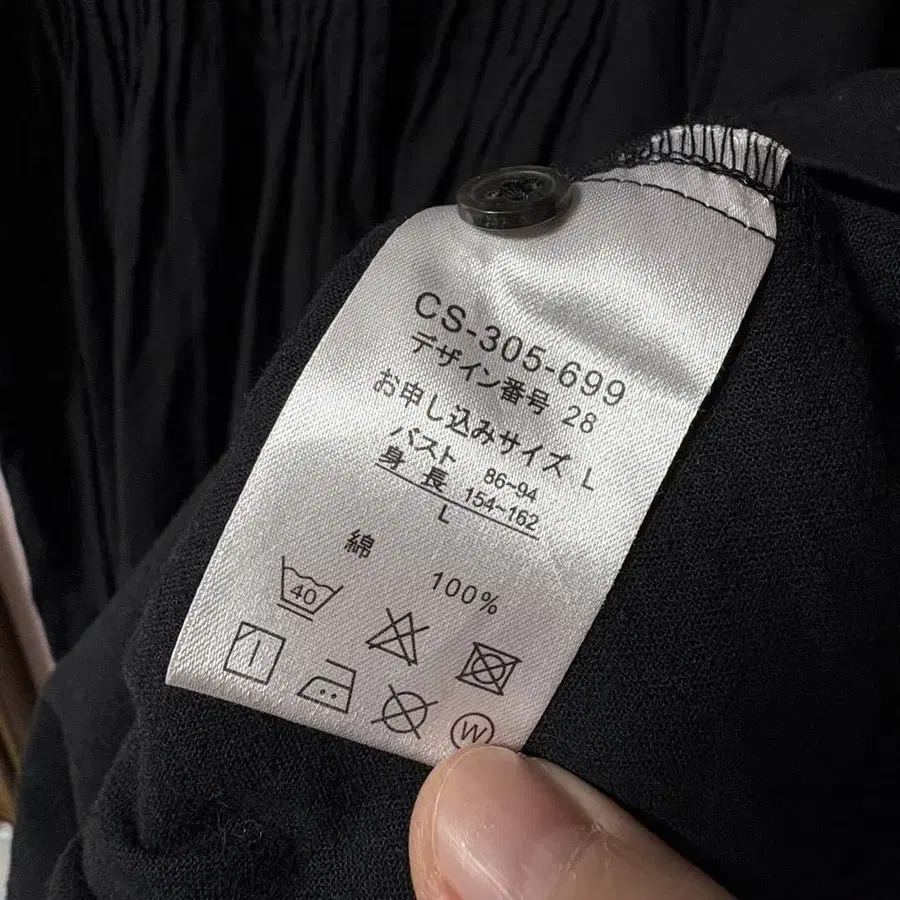 CS-305-699
デザイン番号 28
お申し込みサイズ L
バスト 86~94
身長 154~162
L
綿 100%
40
W